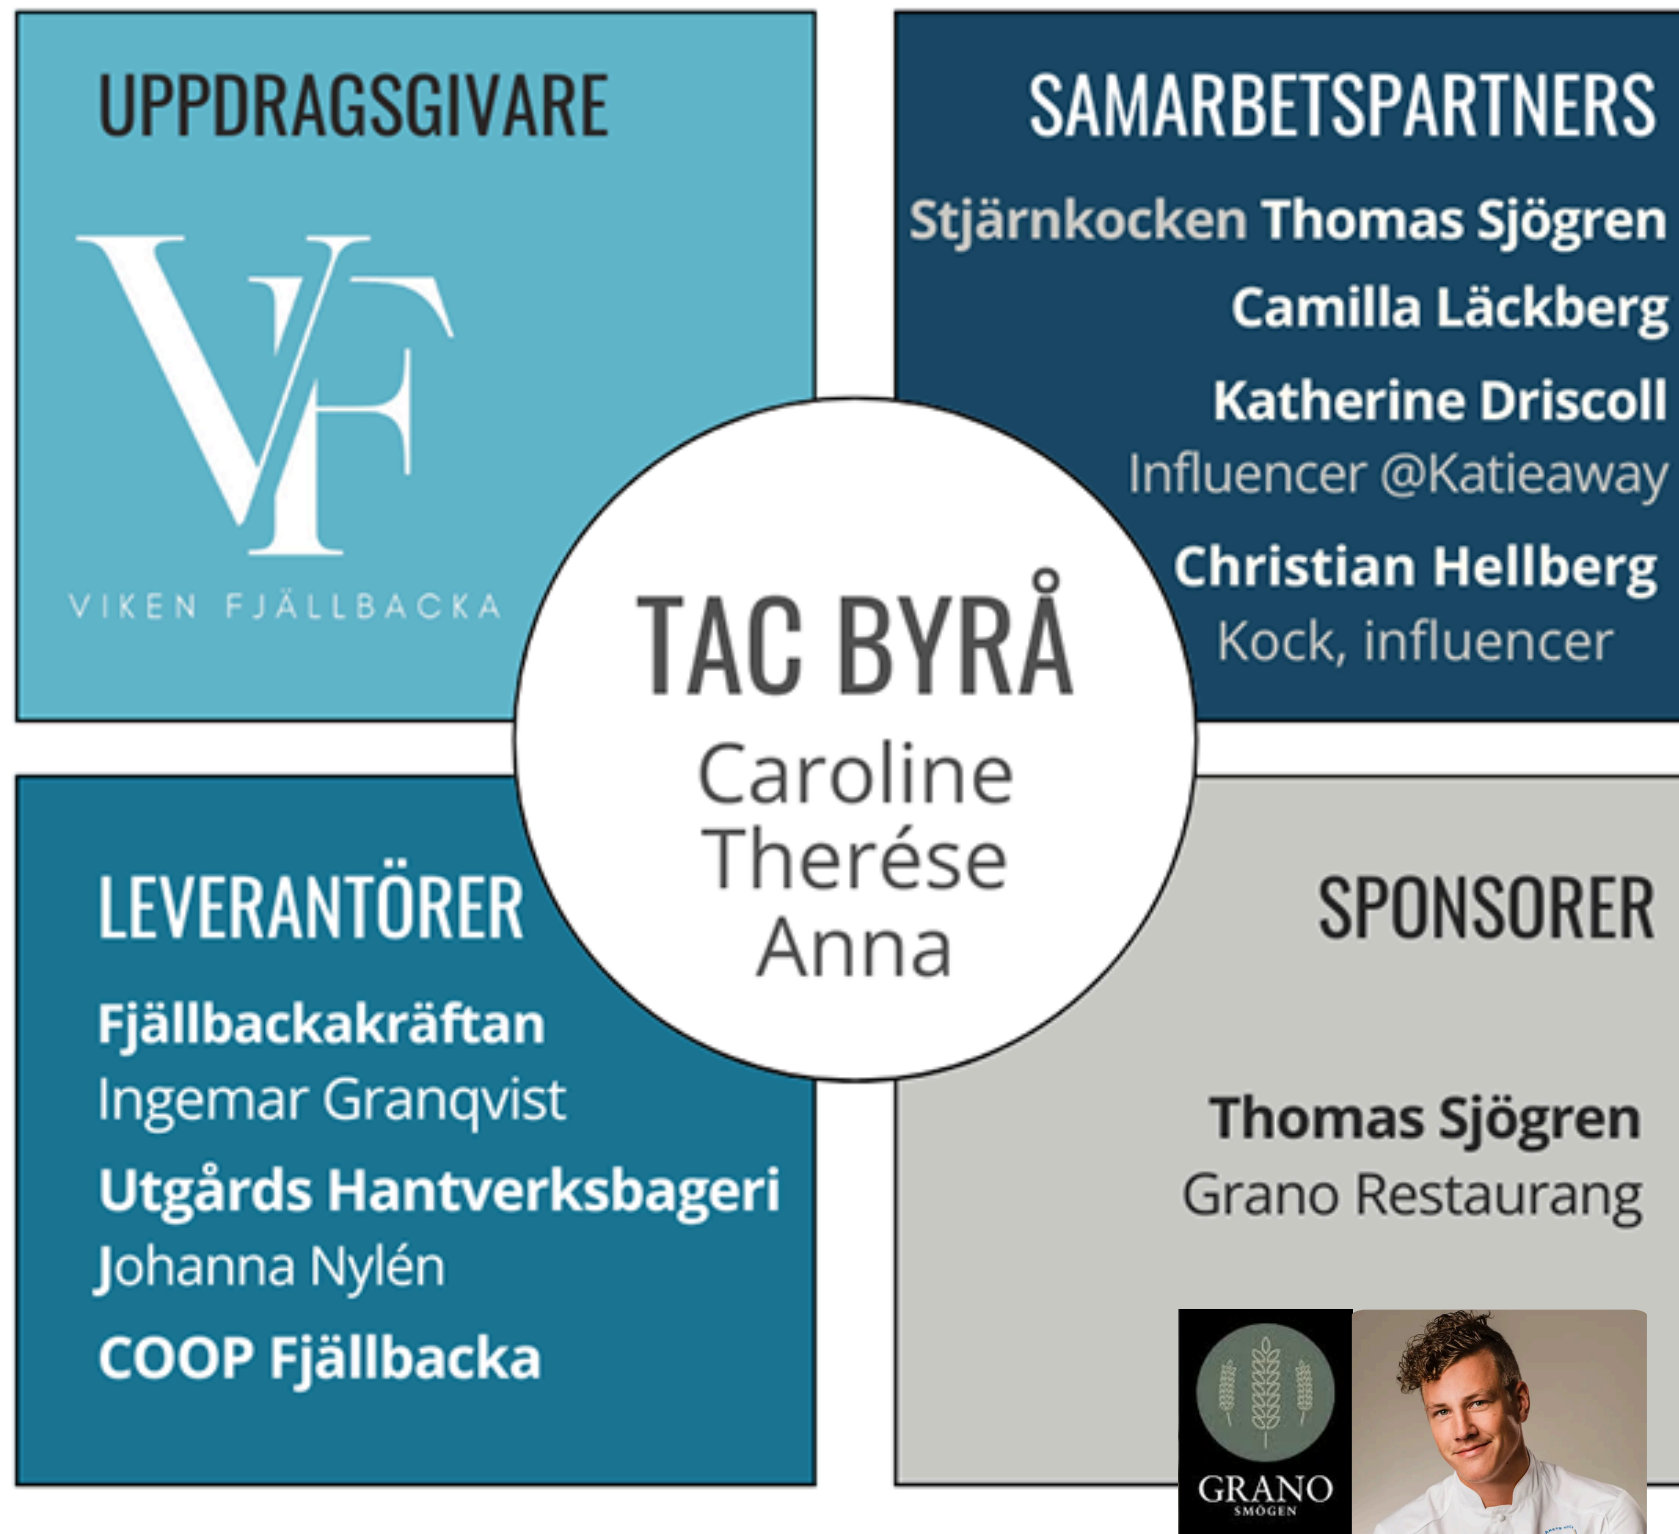 UPPDRAGSGIVARE
VF
VIKEN FJÄLLBACKA
SAMARBETSPARTNERS
Stjärnkocken Thomas Sjögren
Camilla Läckberg
Katherine Driscoll
Influencer @Katieaway
Christian Hellberg
Kock, influencer
TAC BYRÅ
Caroline
Therése
Anna
LEVERANTÖRER
Fjällbackakräftan
Ingemar Granqvist
Utgårds Hantverksbageri
Johanna Nylén
COOP Fjällbacka
SPONSORER
Thomas Sjögren
Grano Restaurang
GRANO
SMÖGEN